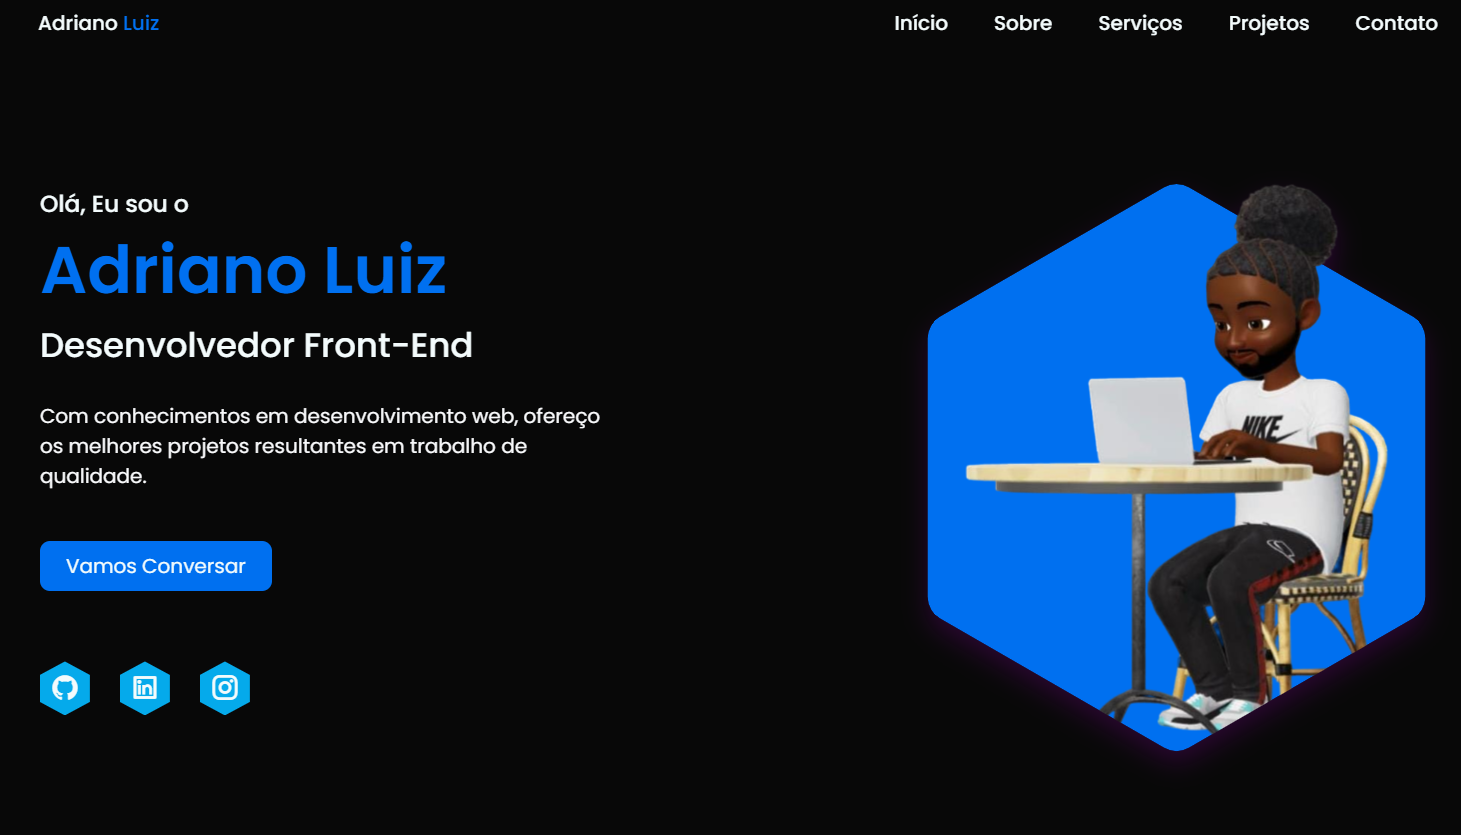 Adriano Luiz
Início Sobre Serviços Projetos Contato
Olá, Eu sou o
Adriano Luiz
Desenvolvedor Front-End
Com conhecimentos em desenvolvimento web, ofereço
os melhores projetos resultantes em trabalho de
qualidade.
Vamos Conversar
in
NIKE